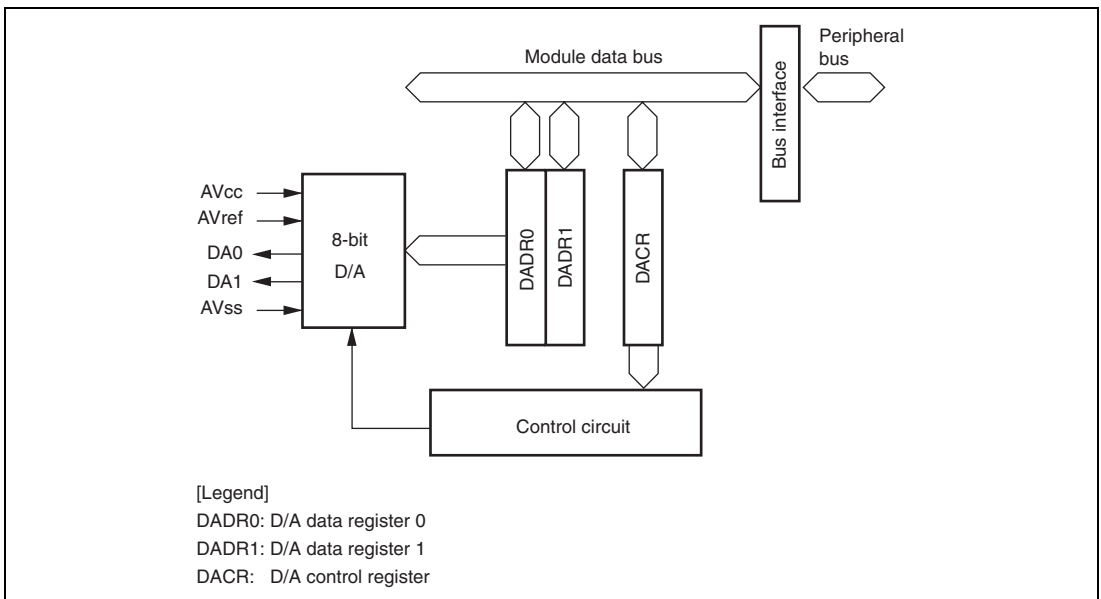 Peripheral
bus
Module data bus
Bus interface
AVcc
AVref
DA0
DA1
AVss
8-bit
D/A
DADR0
DADR1
DACR
Control circuit
[Legend]
DADR0: D/A data register 0
DADR1: D/A data register 1
DACR: D/A control register